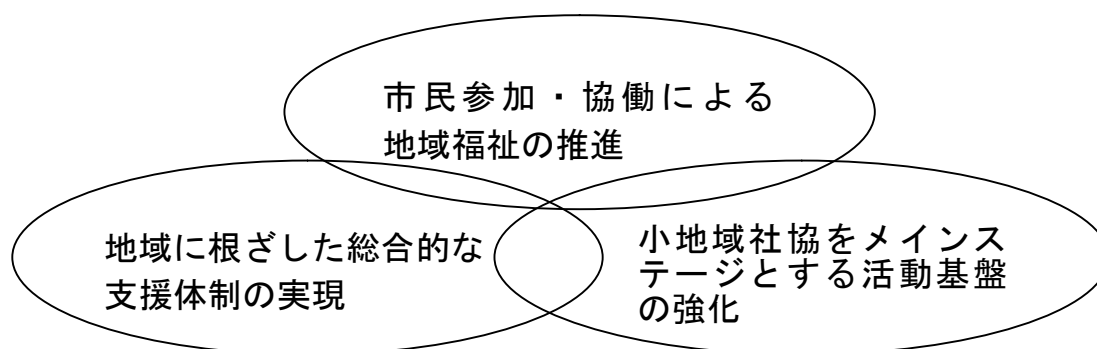 市民参加・協働による
地域福祉の推進
地域に根ざした総合的な
支援体制の実現
小地域社協をメインス
テージとする活動基盤
の強化